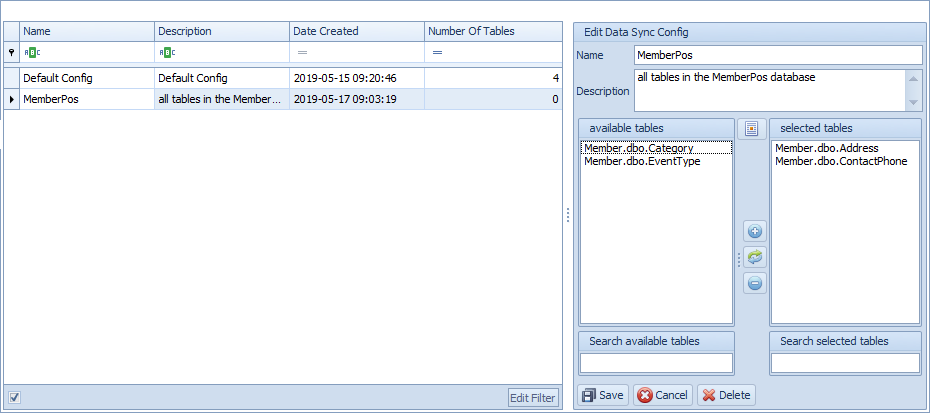 Name Description Date Created Number Of Tables
ABC ABC = =
Default Config Default Config 2019-05-15 09:20:46 4
MemberPos all tables in the Member... 2019-05-17 09:03:19 0
Edit Filter
Edit Data Sync Config
Name MemberPos
Description all tables in the MemberPos database
available tables
Member.dbo.Category
Member.dbo.EventType
selected tables
Member.dbo.Address
Member.dbo.ContactPhone
Search available tables
Search selected tables
Save Cancel Delete